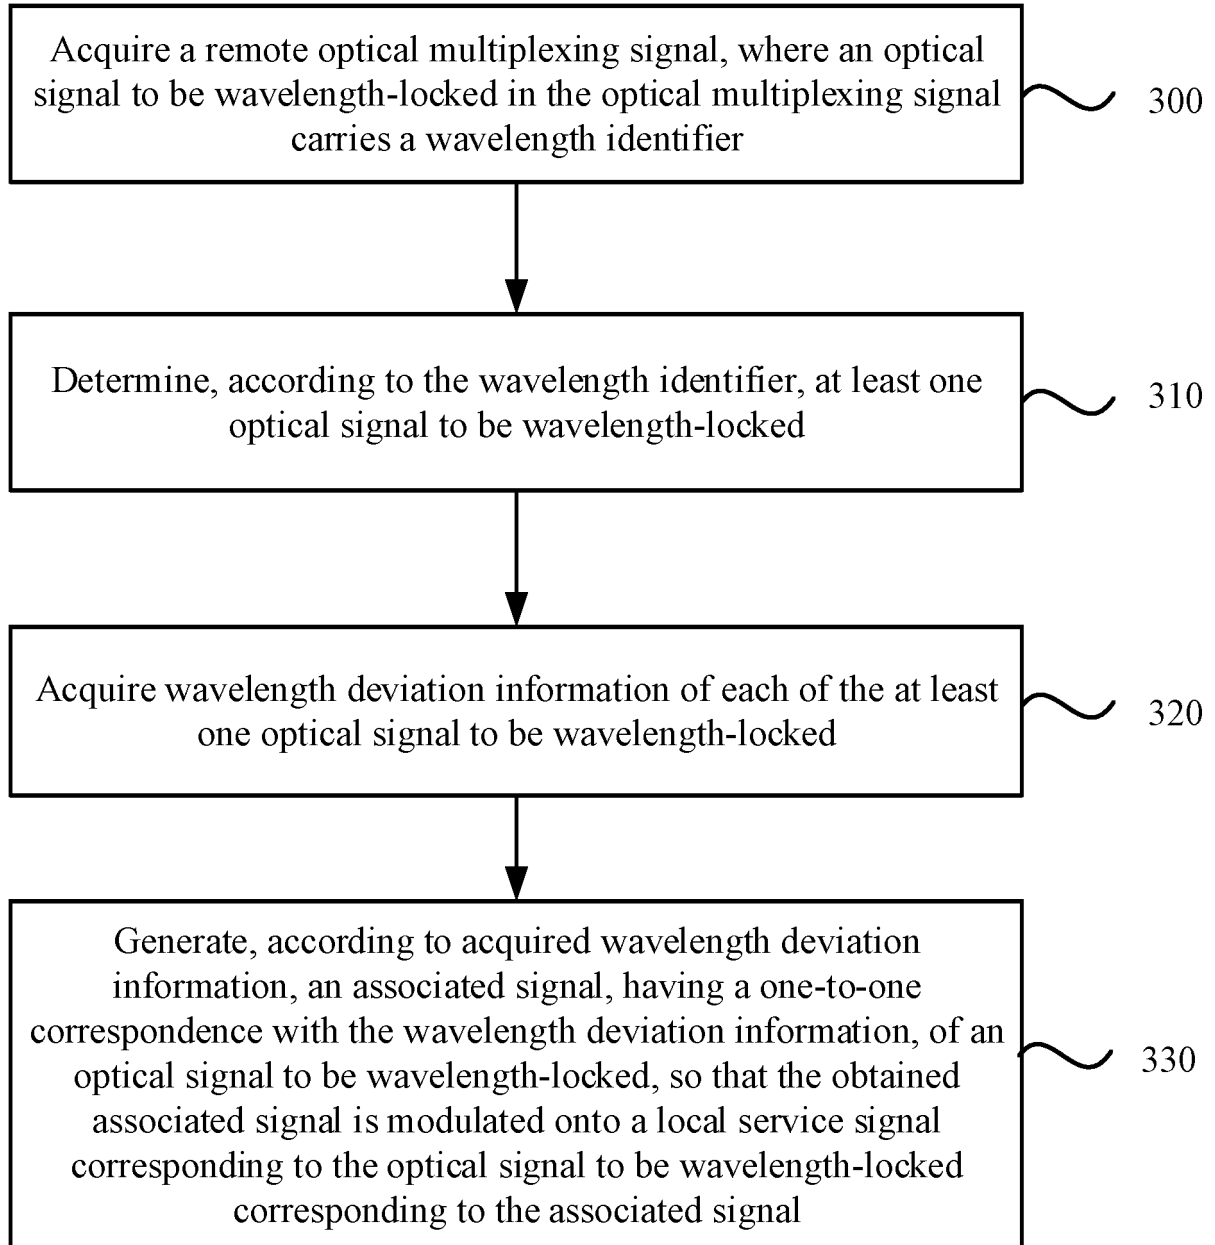 Acquire a remote optical multiplexing signal, where an optical
signal to be wavelength-locked in the optical multiplexing signal
carries a wavelength identifier
300
Determine, according to the wavelength identifier, at least one
optical signal to be wavelength-locked
310
Acquire wavelength deviation information of each of the at least
one optical signal to be wavelength-locked
320
Generate, according to acquired wavelength deviation
information, an associated signal, having a one-to-one
correspondence with the wavelength deviation information, of an
optical signal to be wavelength-locked, so that the obtained
associated signal is modulated onto a local service signal
corresponding to the optical signal to be wavelength-locked
corresponding to the associated signal
330